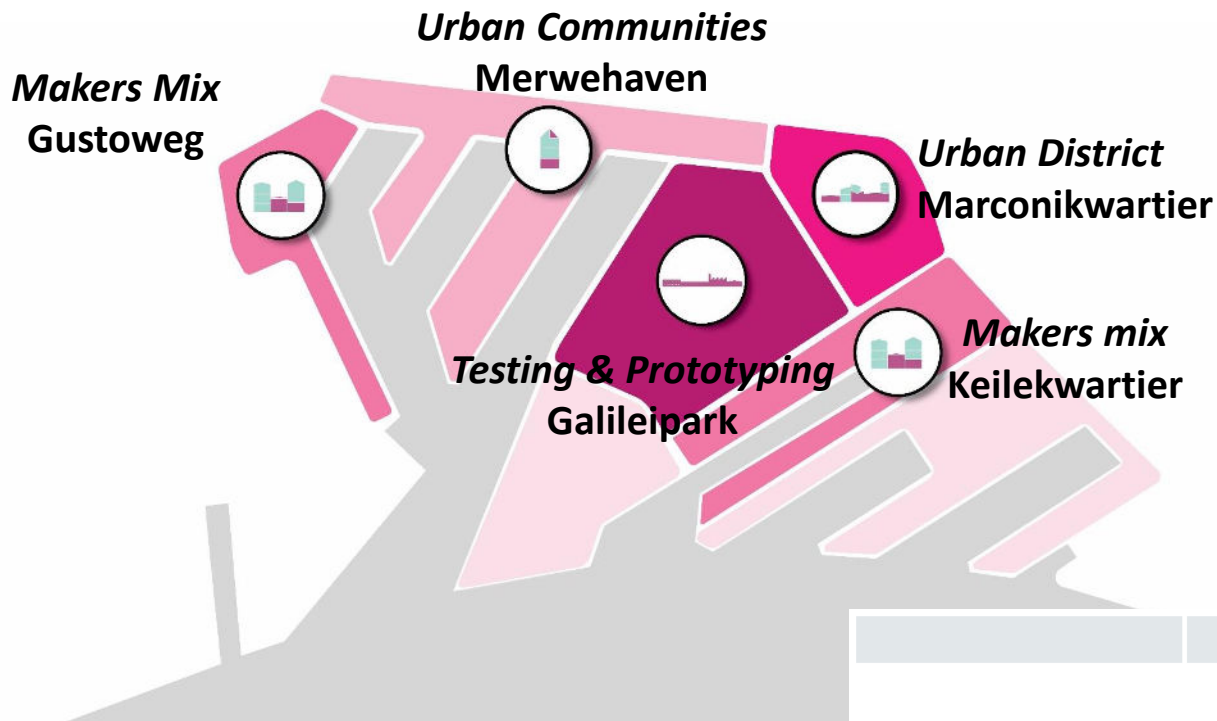 Urban Communities
Merwehaven
Makers Mix
Gustoweg
Urban District
Marconikwartier
Makers mix
Keilekwartier
Testing & Prototyping
Galileipark